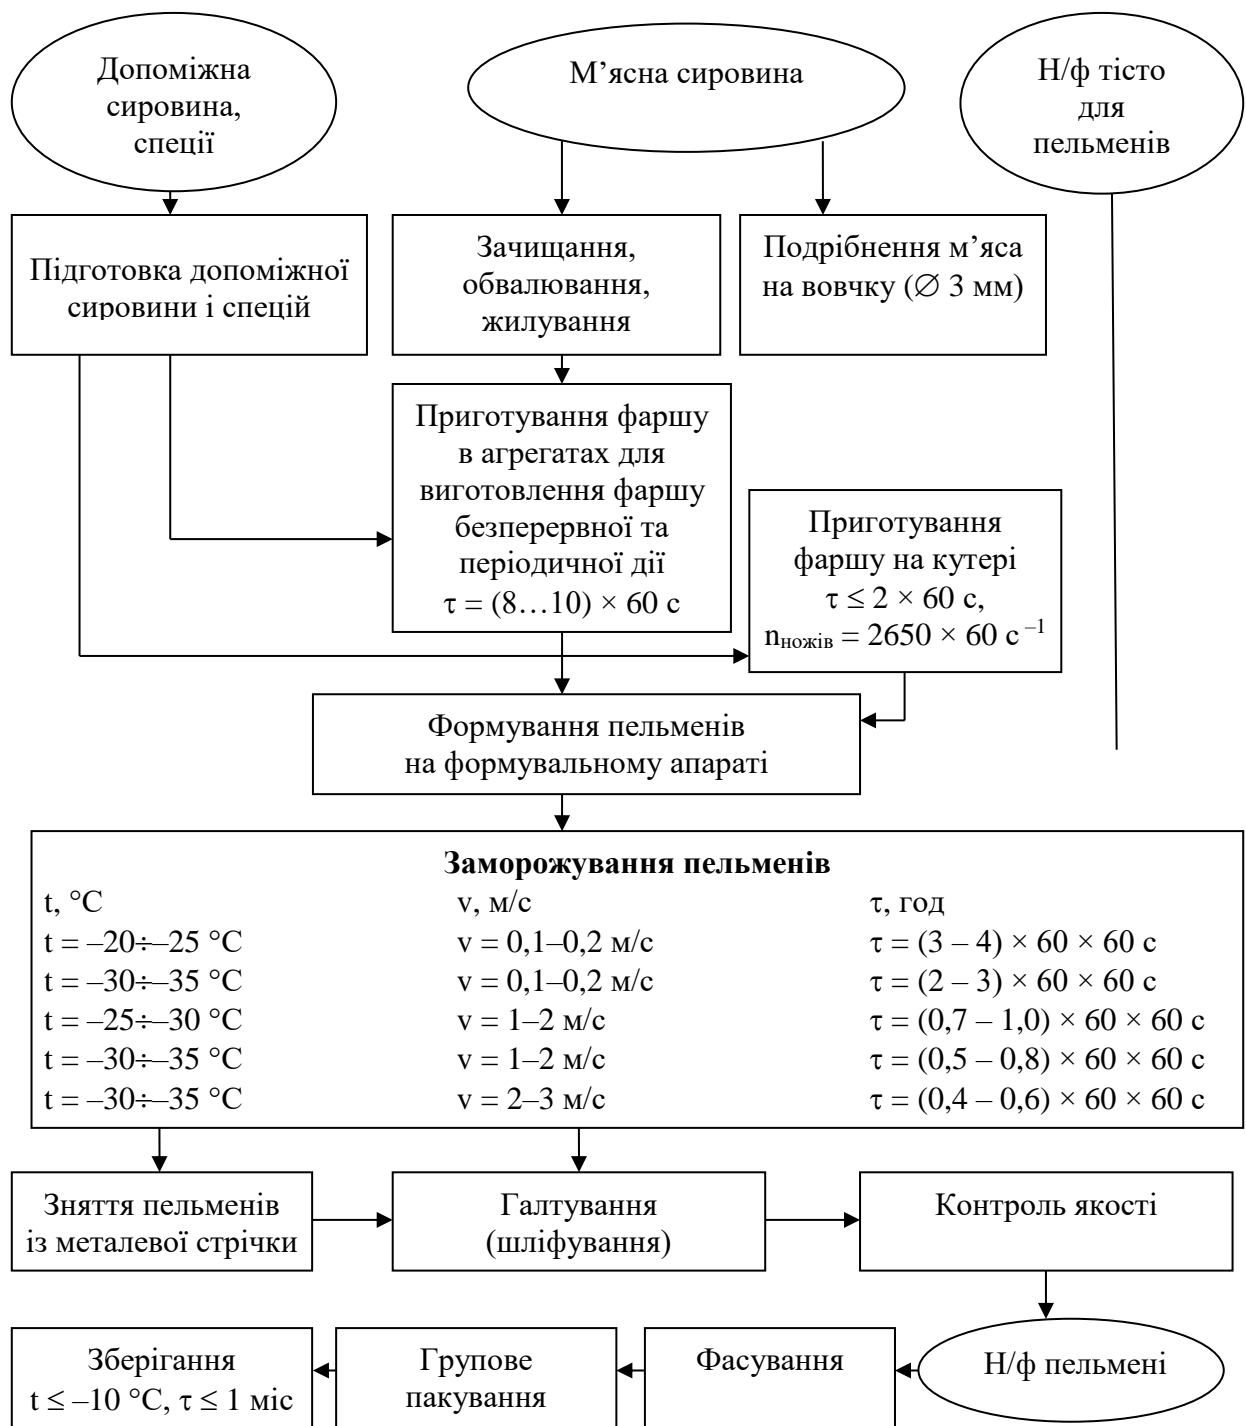 Допоміжна
сировина,
спеції
М’ясна сировина
Н/ф тісто
для
пельменів
Підготовка допоміжної
сировини і спецій
Зачищання,
обвалювання,
жилування
Подрібнення м’яса
на вовчку (∅ 3 мм)
Приготування фаршу
в агрегатах для
виготовлення фаршу
безперервної та
періодичної дії
τ = (8…10) × 60 с
Приготування
фаршу на кутері
τ ≤ 2 × 60 с,
nножів = 2650 × 60 с –1
Формування пельменів
на формувальному апараті
Заморожування пельменів
t, °C v, м/с τ, год
t = –20÷–25 °C v = 0,1–0,2 м/с τ = (3 – 4) × 60 × 60 с
t = –30÷–35 °C v = 0,1–0,2 м/с τ = (2 – 3) × 60 × 60 с
t = –25÷–30 °C v = 1–2 м/с τ = (0,7 – 1,0) × 60 × 60 с
t = –30÷–35 °C v = 1–2 м/с τ = (0,5 – 0,8) × 60 × 60 с
t = –30÷–35 °C v = 2–3 м/с τ = (0,4 – 0,6) × 60 × 60 с
Зняття пельменів
із металевої стрічки
Галтування
(шліфування)
Контроль якості
Зберігання
t ≤ –10 °C, τ ≤ 1 міс
Групове
пакування
Фасування
Н/ф пельмені